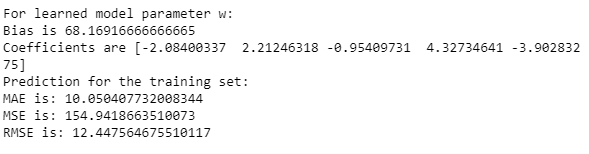 For learned model parameter w:
Bias is 68.16916666666665
Coefficients are [-2.08400337  2.21246318 -0.95409731  4.32734641 -3.902832
75]
Prediction for the training set:
MAE is: 10.050407732008344
MSE is: 154.9418663510073
RMSE is: 12.447564675510117